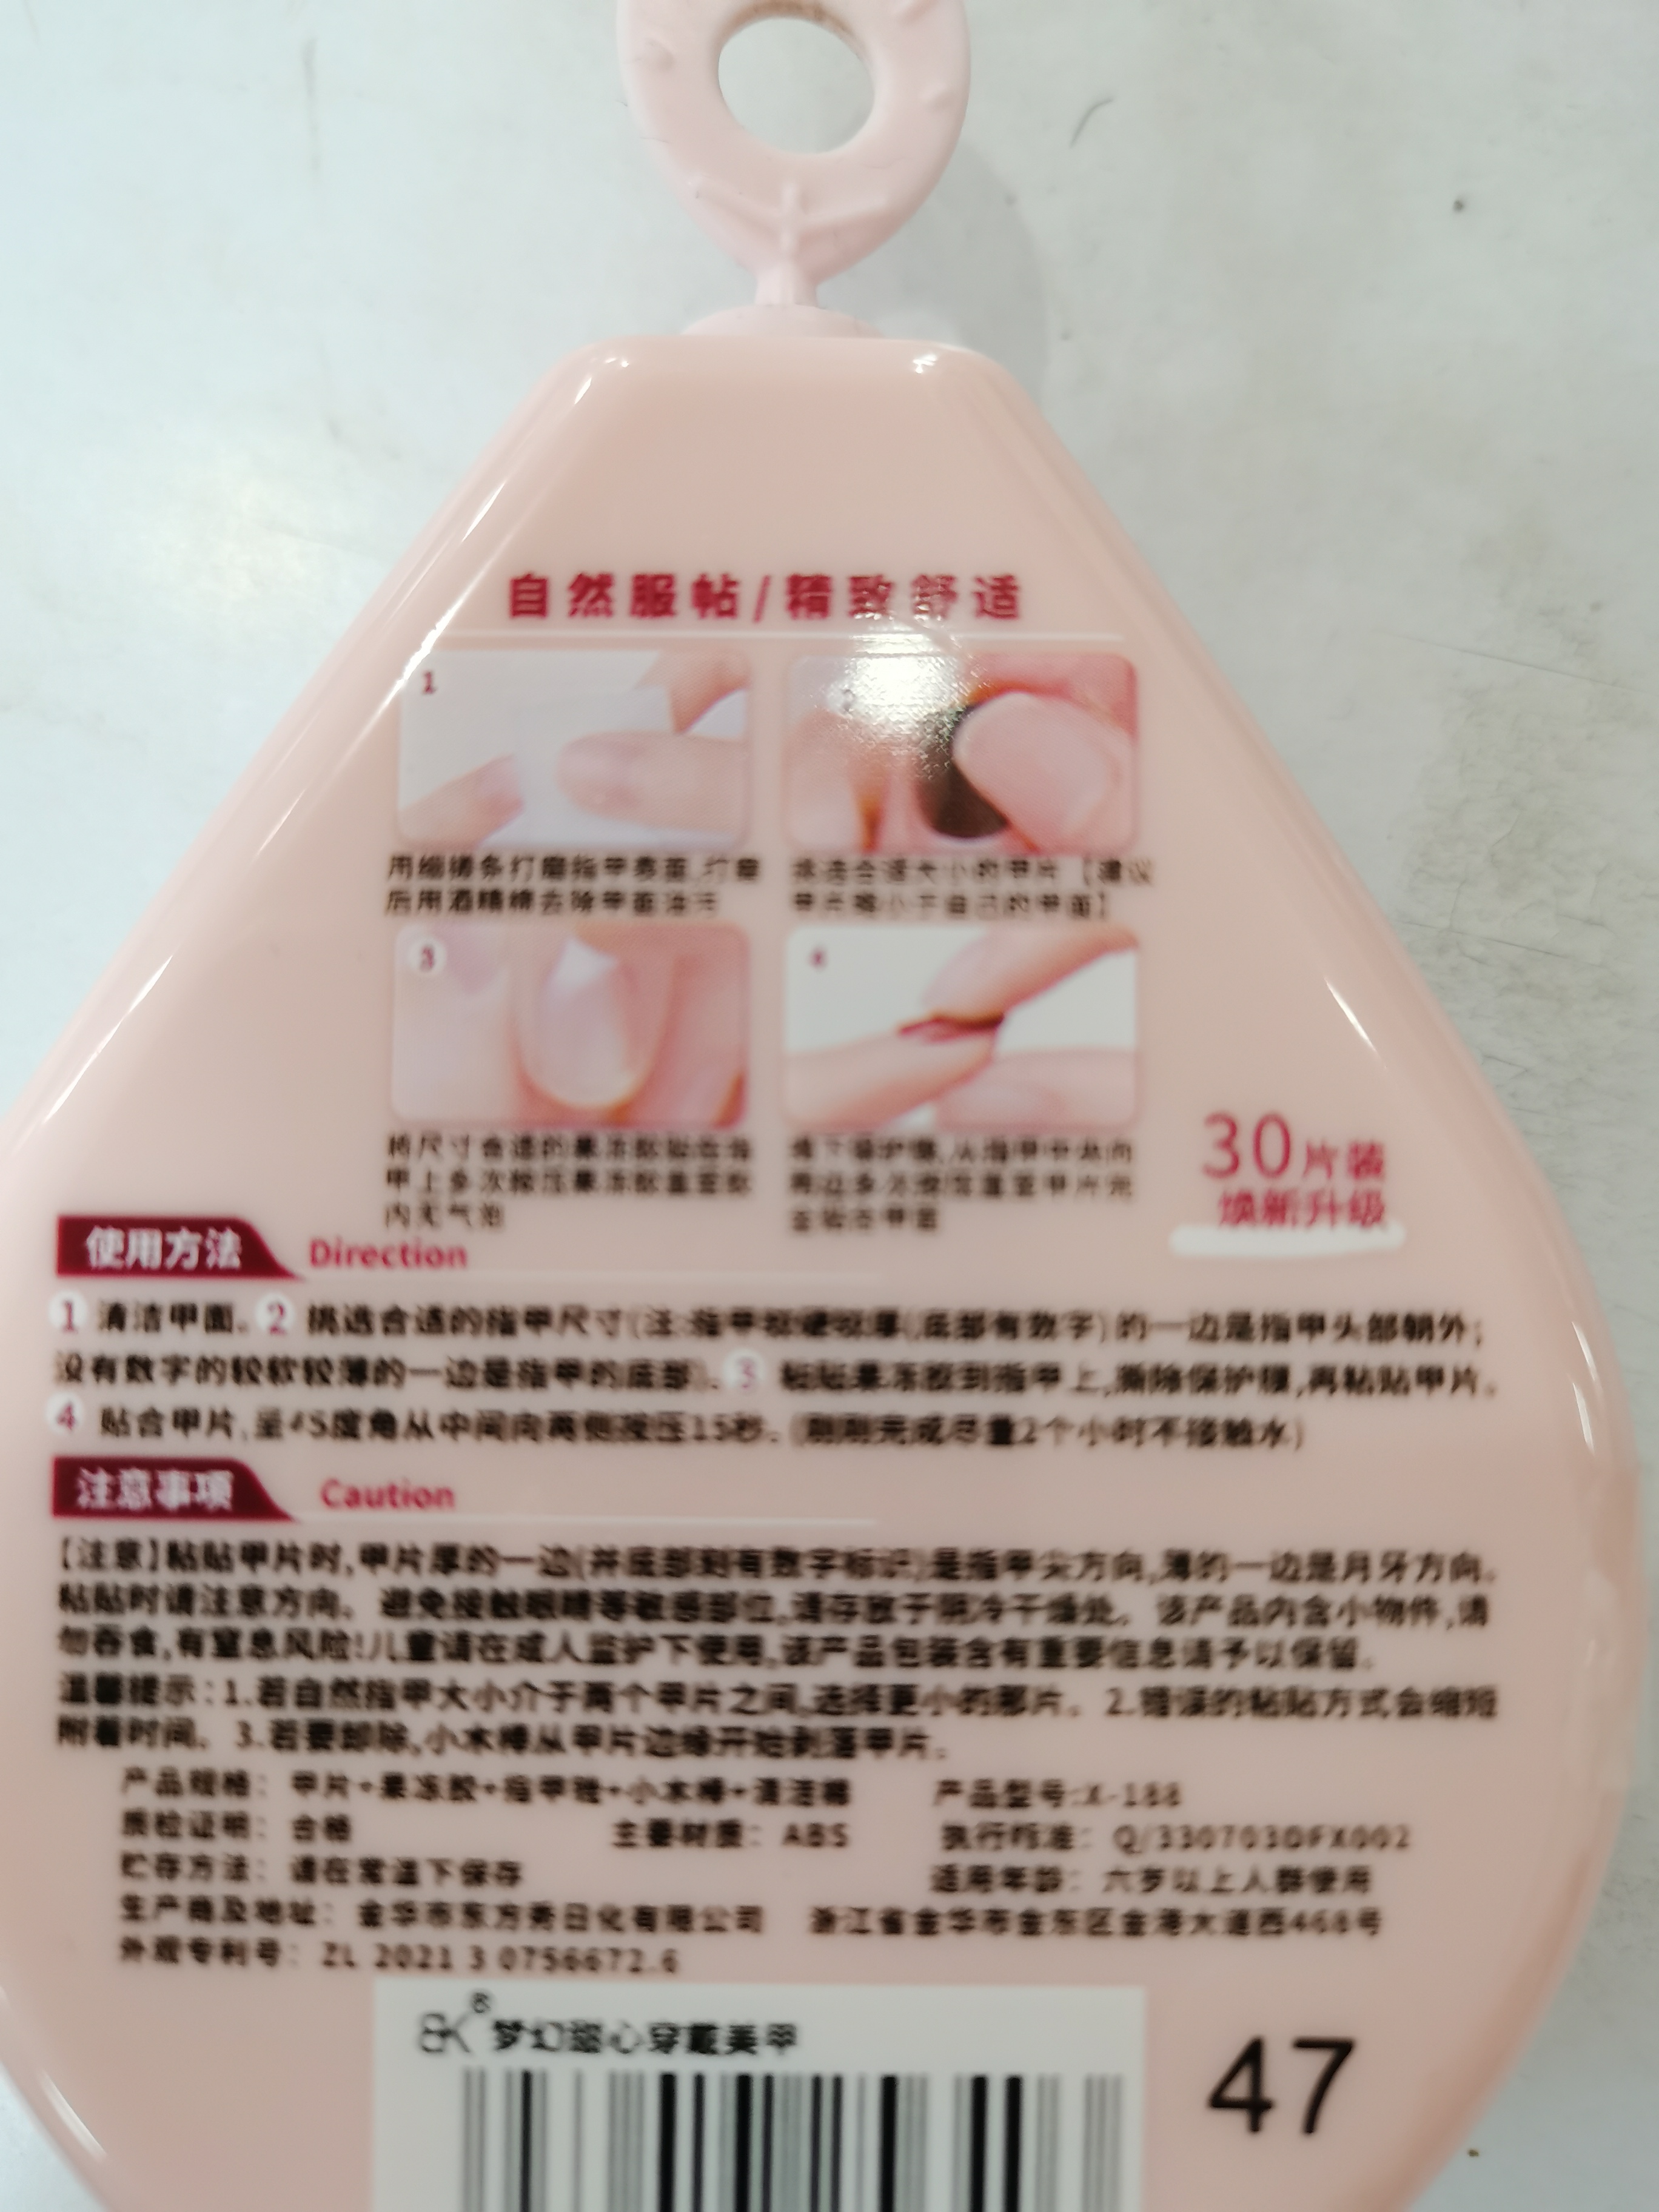 自然服帖/精致舒适
1
用细搓条打磨指甲表面,打磨
后用酒精棉去除甲面油污
2
挑选合适大小的甲片【建议
甲片略小于自己的甲面】
3
将尺寸合适的果冻胶贴在指
甲上多次按压果冻胶直至胶
内无气泡
4
保护膜,从指甲中央向
直至甲片完
全贴合甲面
30片装
焕新升级
使用方法 Direction
1 清洁甲面。2 挑选合适的指甲尺寸(注:指甲较硬较厚(底部有数字)的一边是指甲头部朝外;
没有数字的较软较薄的一边是指甲的底部)。3 粘贴果冻胶到指甲上,撕除保护膜,再粘贴甲片。
4 贴合甲片,呈45度角从中间向两侧按压15秒。(刚刚完成尽量2个小时不接触水)
注意事项 Caution
【注意】粘贴甲片时,甲片厚的一边(并底部刻有数字标识)是指甲尖方向,薄的一边是月牙方向。
粘贴时请注意方向。避免接触眼睛等敏感部位,请存放于阴冷干燥处。该产品内含小物件,请
勿吞食,有窒息风险!儿童请在成人监护下使用,该产品包装含有重要信息请予以保留。
温馨提示:1.若自然指甲大小介于两个甲片之间,选择更小的那片。2.错误的粘贴方式会缩短
附着时间。3.若要卸除,小木棒从甲片边缘开始剥落甲片。
产品规格:甲片+果冻胶+指甲锉+小木棒+清洁棉 产品型号:X-188
质检证明:合格 主要材质:ABS 执行标准:Q/330703DFX002
贮存方法:请在常温下保存 适用年龄:六岁以上人群使用
生产商及地址:金华市东方秀日化有限公司 浙江省金华市金东区金港大道西468号
外观专利号:ZL 2021 3 0756672.6
®梦幻甜心穿戴美甲
47